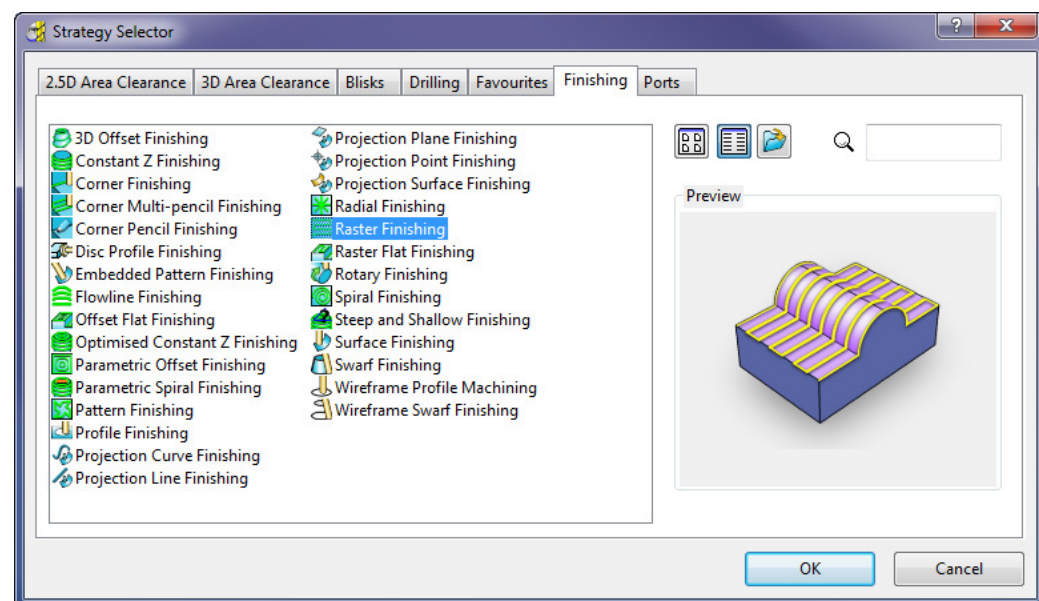 Strategy Selector
?
X
2.5D Area Clearance
3D Area Clearance
Blisks
Drilling
Favourites
Finishing
Ports
3D Offset Finishing
Constant Z Finishing
Corner Finishing
Corner Multi-pencil Finishing
Corner Pencil Finishing
Disc Profile Finishing
Embedded Pattern Finishing
Flowline Finishing
Offset Flat Finishing
Optimised Constant Z Finishing
Parametric Offset Finishing
Parametric Spiral Finishing
Pattern Finishing
Profile Finishing
Projection Curve Finishing
Projection Line Finishing
Projection Plane Finishing
Projection Point Finishing
Projection Surface Finishing
Radial Finishing
Raster Finishing
Raster Flat Finishing
Rotary Finishing
Spiral Finishing
Steep and Shallow Finishing
Surface Finishing
Swarf Finishing
Wireframe Profile Machining
Wireframe Swarf Finishing
Preview
OK
Cancel